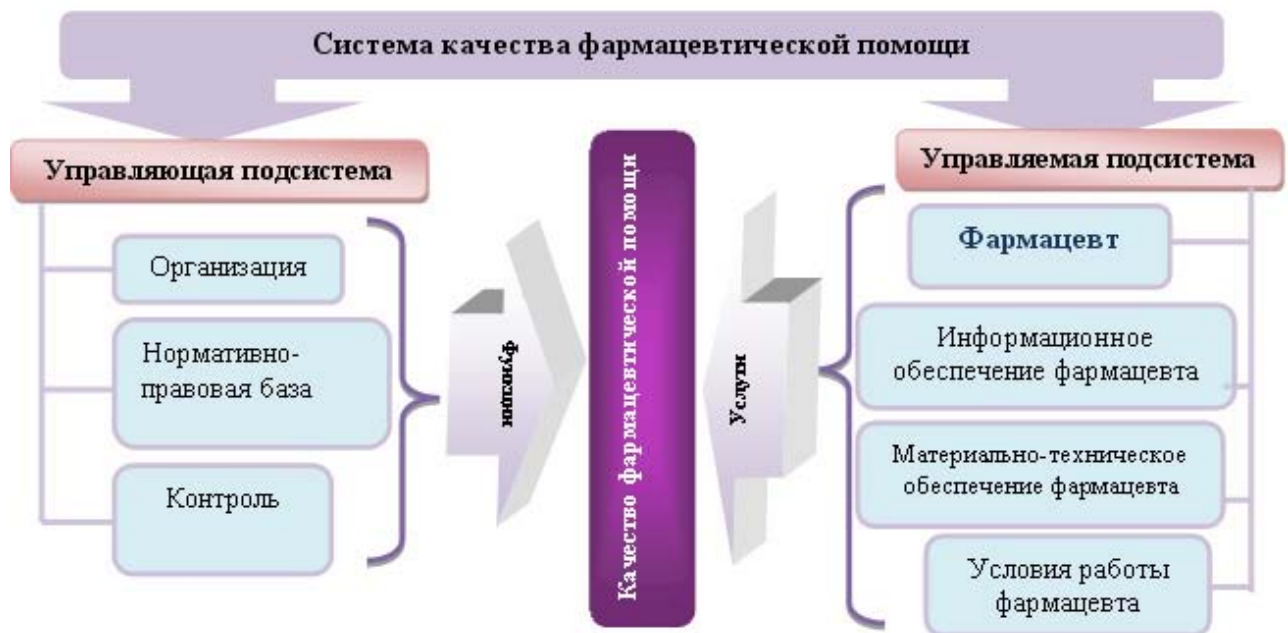 Система качества фармацевтической помощи
Управляющая подсистема
Организация
Нормативно-
правовая база
Контроль
Функции
Качество фармацевтической помощи
Услуги
Управляемая подсистема
Фармацевт
Информационное
обеспечение фармацевта
Материально-техническое
обеспечение фармацевта
Условия работы
фармацевта